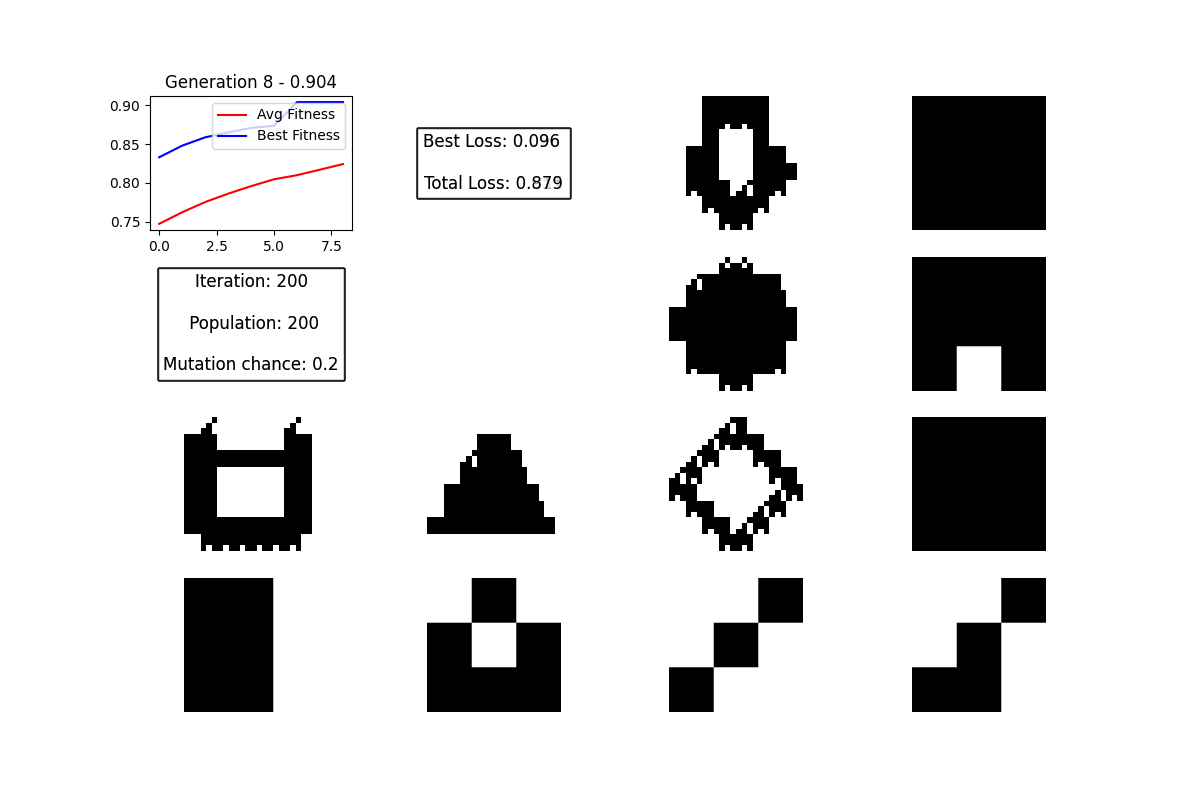 Generation 8 - 0.904
0.90
0.85
0.80
0.75
Avg Fitness
Best Fitness
0.0 2.5 5.0 7.5
Best Loss: 0.096
Total Loss: 0.879
Iteration: 200
Population: 200
Mutation chance: 0.2